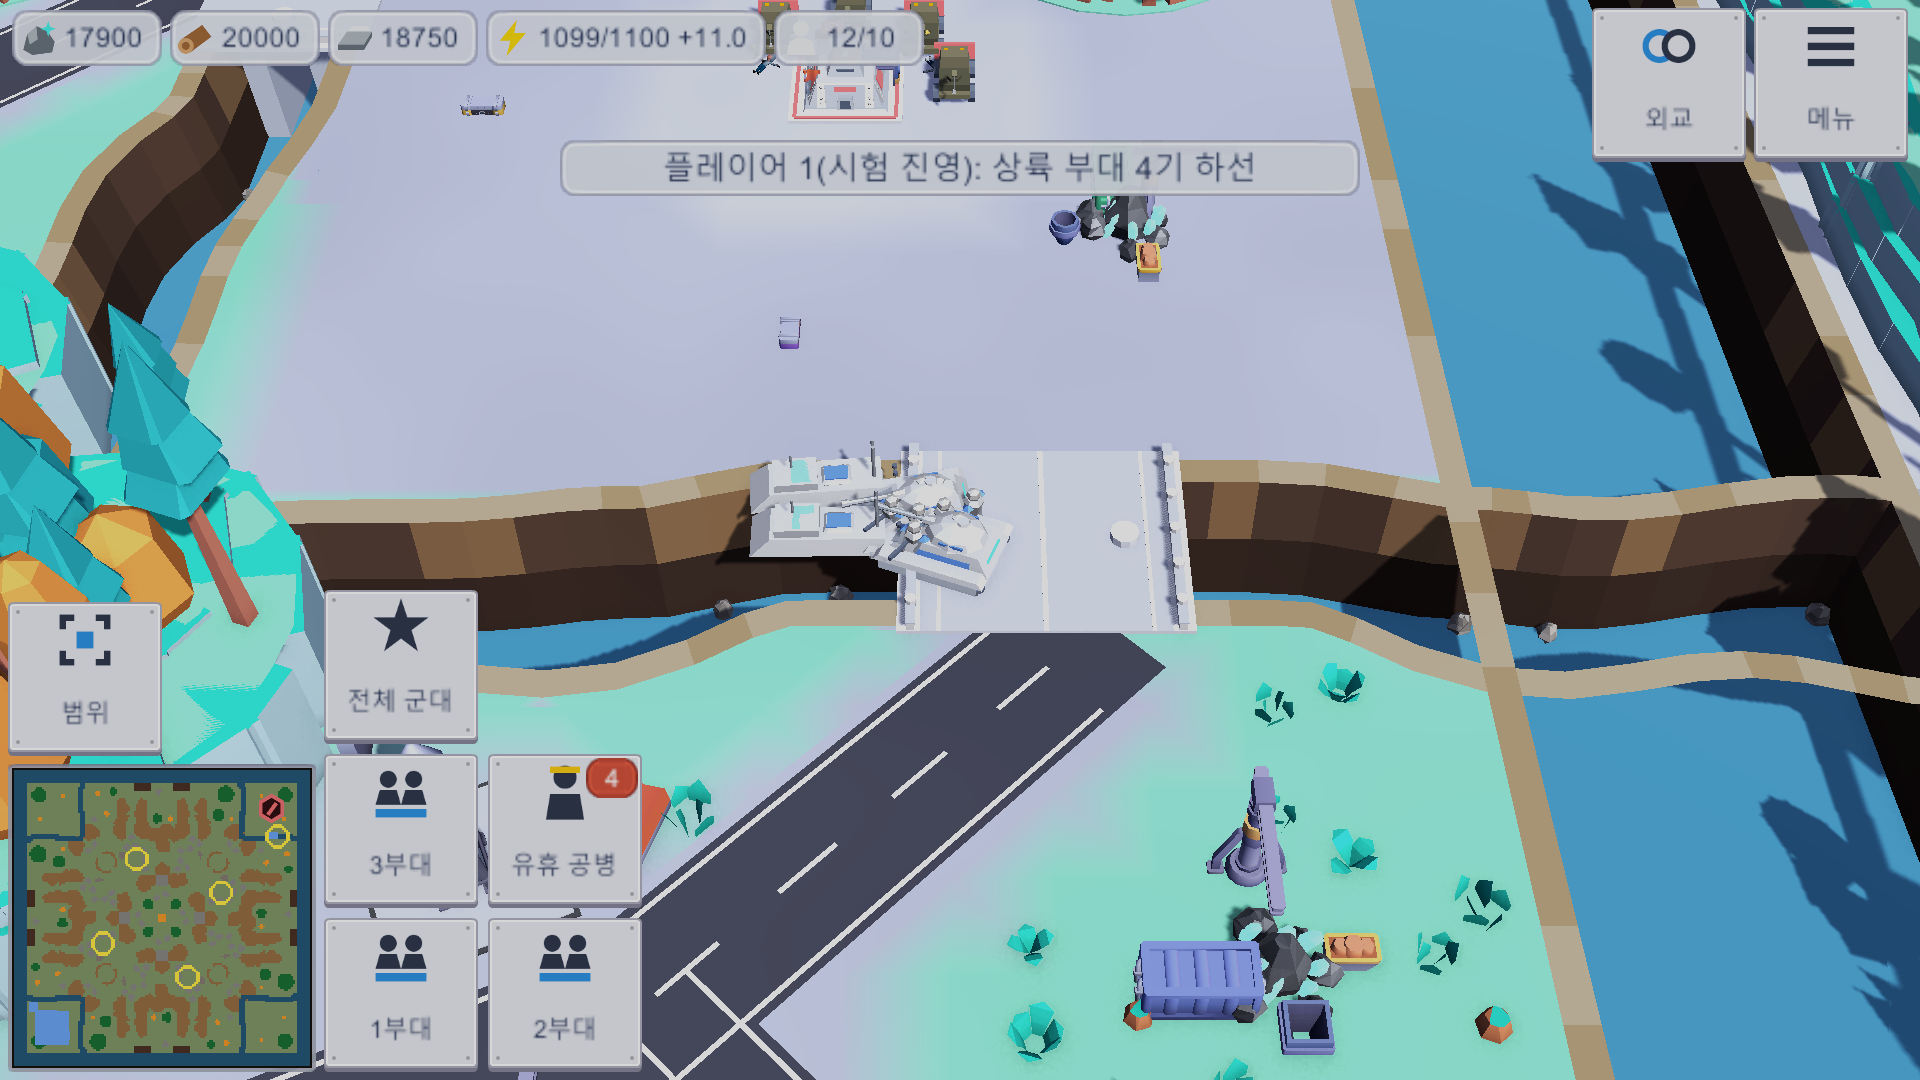 17900
20000
18750
1099/1100 +11.0
12/10
외교
메뉴
플레이어 1(시험 진영): 상륙 부대 4기 하선
범위
전체 군대
3부대
4
유휴 공병
1부대
2부대